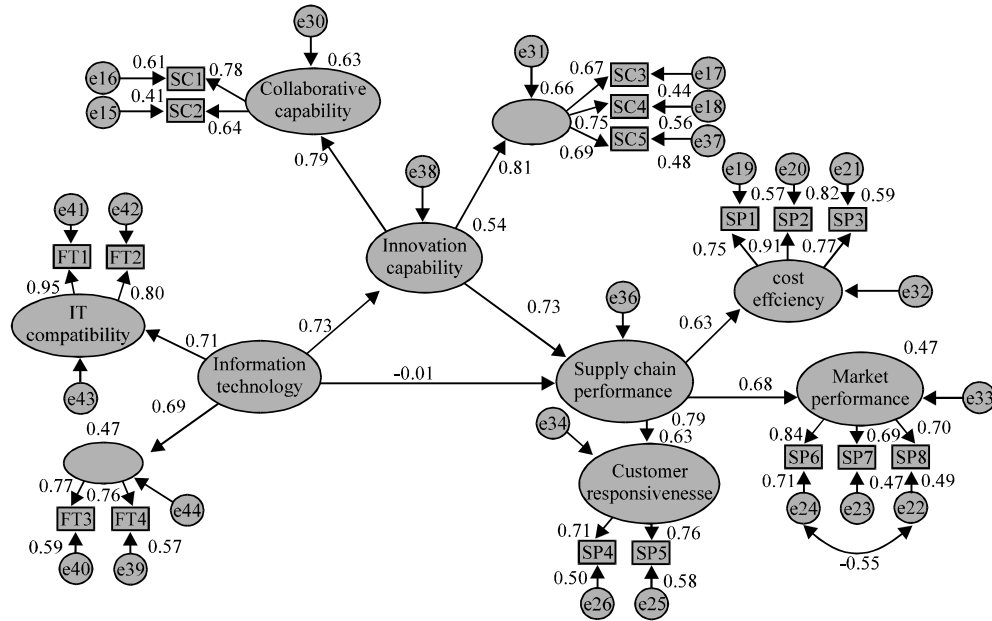 e30
0.63
e31
e16
0.61
SC1
0.78
Collaborative
capability
0.66
0.67
SC3
e17
0.44
e15
0.41
SC2
0.64
SC4
e18
0.75
0.56
0.69
SC5
e37
0.48
0.79
0.81
e38
e19
e20
e21
0.57
0.82
0.59
e41
e42
0.54
SP1
SP2
SP3
FT1
FT2
Innovation
capability
0.75
0.91
0.77
0.95
0.80
cost
effciency
e32
IT
compatibility
e36
0.73
0.73
0.63
0.71
0.47
Information
technology
-0.01
Supply chain
performance
0.68
Market
performance
e33
e43
0.69
0.79
0.63
e34
0.84
0.69
0.70
0.47
SP6
SP7
SP8
Customer
responsivenesse
0.71
0.47
0.49
0.77
0.76
e44
e24
e23
e22
FT3
FT4
0.71
0.76
-0.55
0.59
0.57
SP4
SP5
e40
e39
0.50
0.58
e26
e25